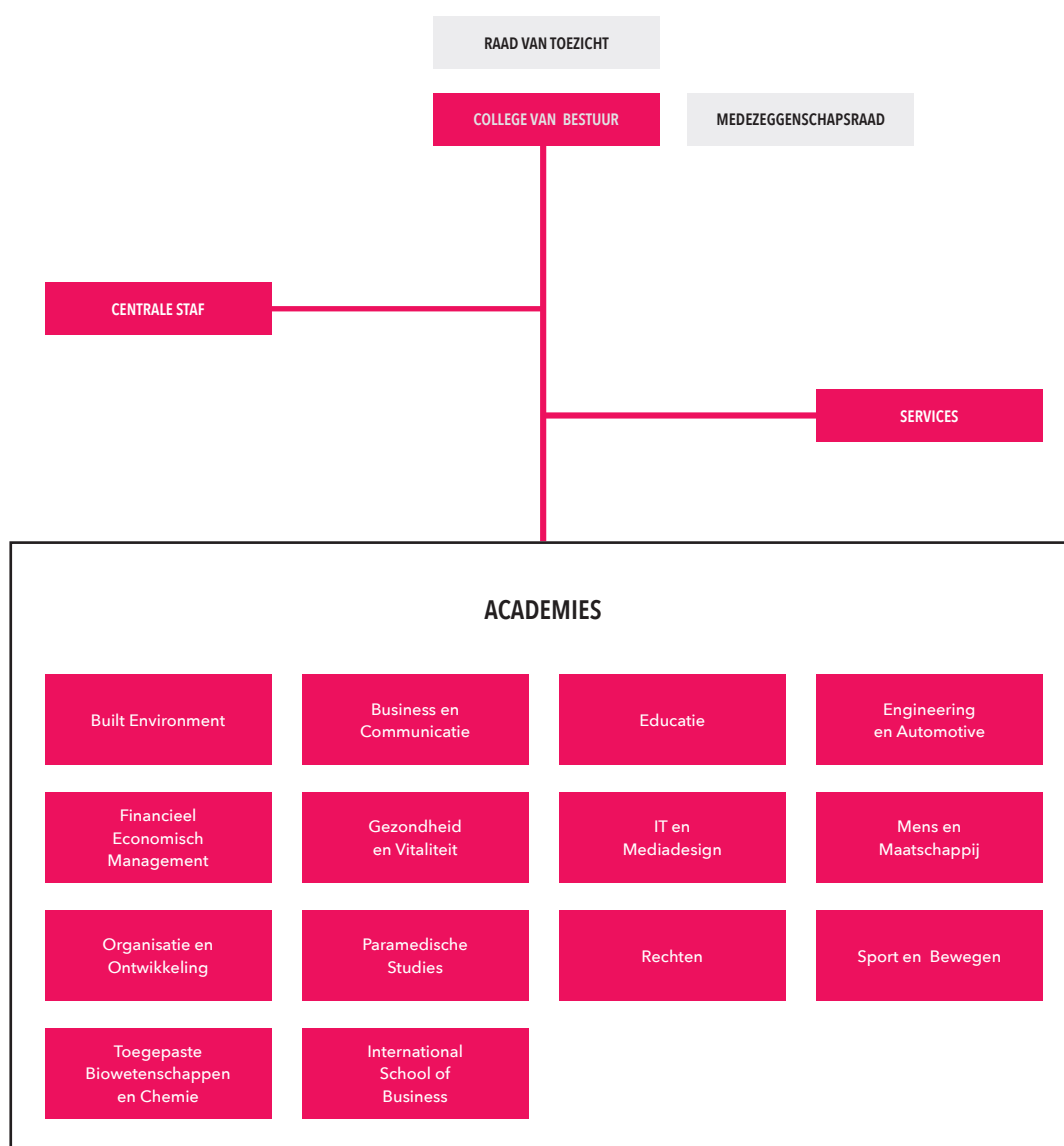 RAAD VAN TOEZICHT
COLLEGE VAN BESTUUR
MEDEZEGGENSCHAPSRAAD
CENTRALE STAF
SERVICES
ACADEMIES
Built Environment
Business en
Communicatie
Educatie
Engineering
en Automotive
Financieel
Economisch
Management
Gezondheid
en Vitaliteit
IT en
Mediadesign
Mens en
Maatschappij
Organisatie en
Ontwikkeling
Paramedische
Studies
Rechten
Sport en Bewegen
Toegepaste
Biowetenschappen
en Chemie
International
School of
Business